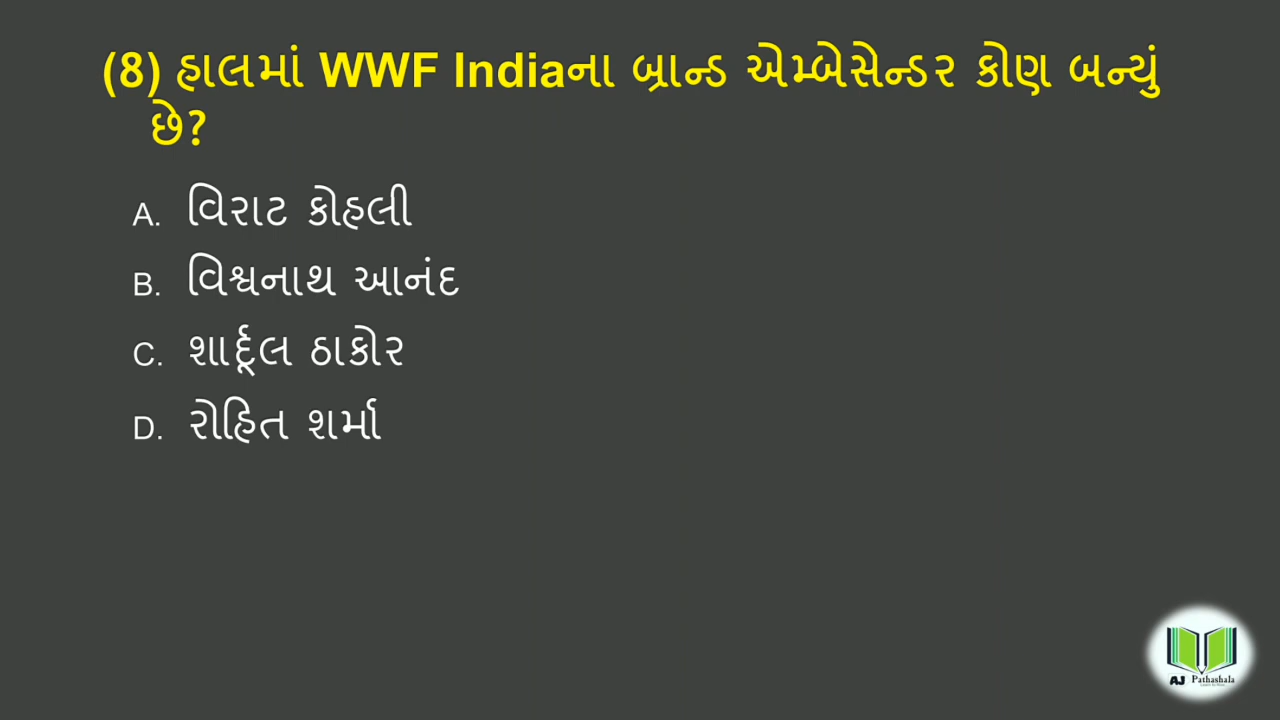 (8) હાલમાં WWF Indiaના બ્રાન્ડ એમ્બેસેન્ડર કોણ બન્યું
છે?
A. વિરાટ કોહલી
B. વિશ્વનાથ આનંદ
C. શાર્દૂલ ઠાકોર
D. રોહિત શર્મા
AJ Pathashala